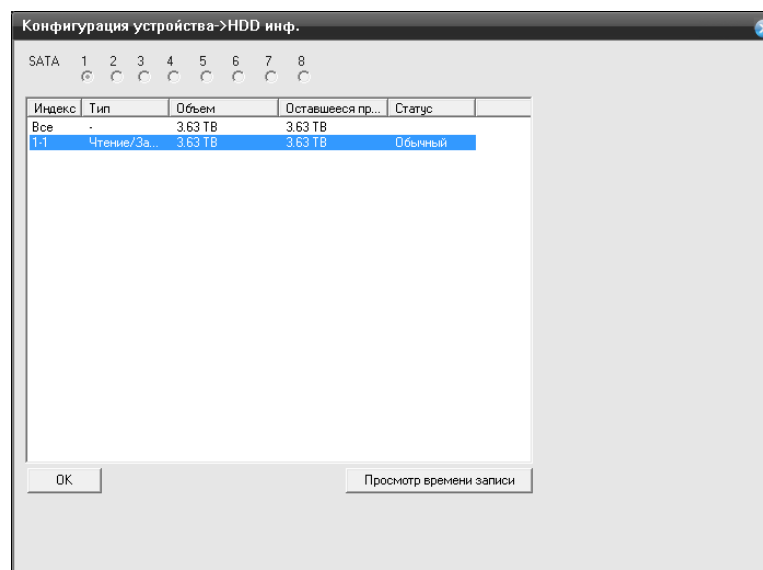 Конфигурация устройства->HDD инф.
SATA 1 2 3 4 5 6 7 8
Индекс Тип Объем Оставшееся пр... Статус
Все - 3.63 TB 3.63 TB
1-1 Чтение/За... 3.63 TB 3.63 TB Обычный
OK Просмотр времени записи